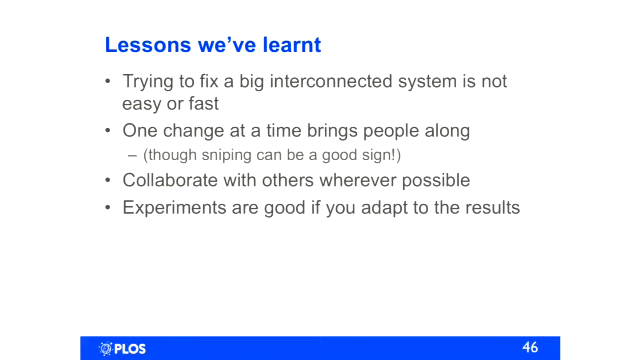 Lessons we’ve learnt
• Trying to fix a big interconnected system is not
easy or fast
• One change at a time brings people along
– (though sniping can be a good sign!)
• Collaborate with others wherever possible
• Experiments are good if you adapt to the results
PLOS
46